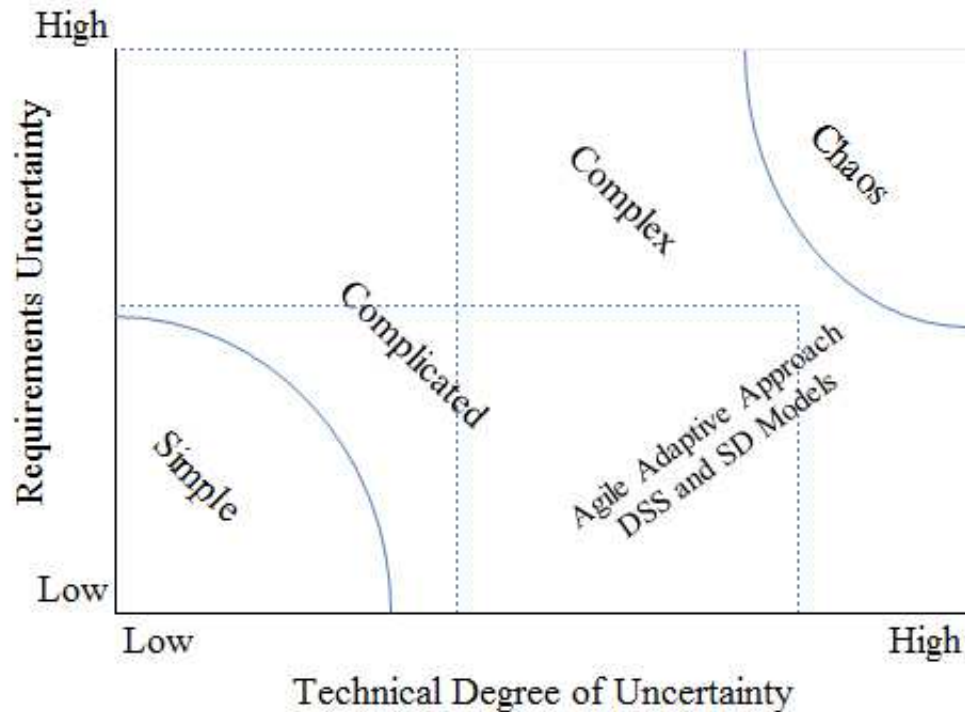 High
Requirements Uncertainty
Chaos
Complex
Complicated
Agile Adaptive Approach
DSS and SD Models
Simple
Low
Low
High
Technical Degree of Uncertainty